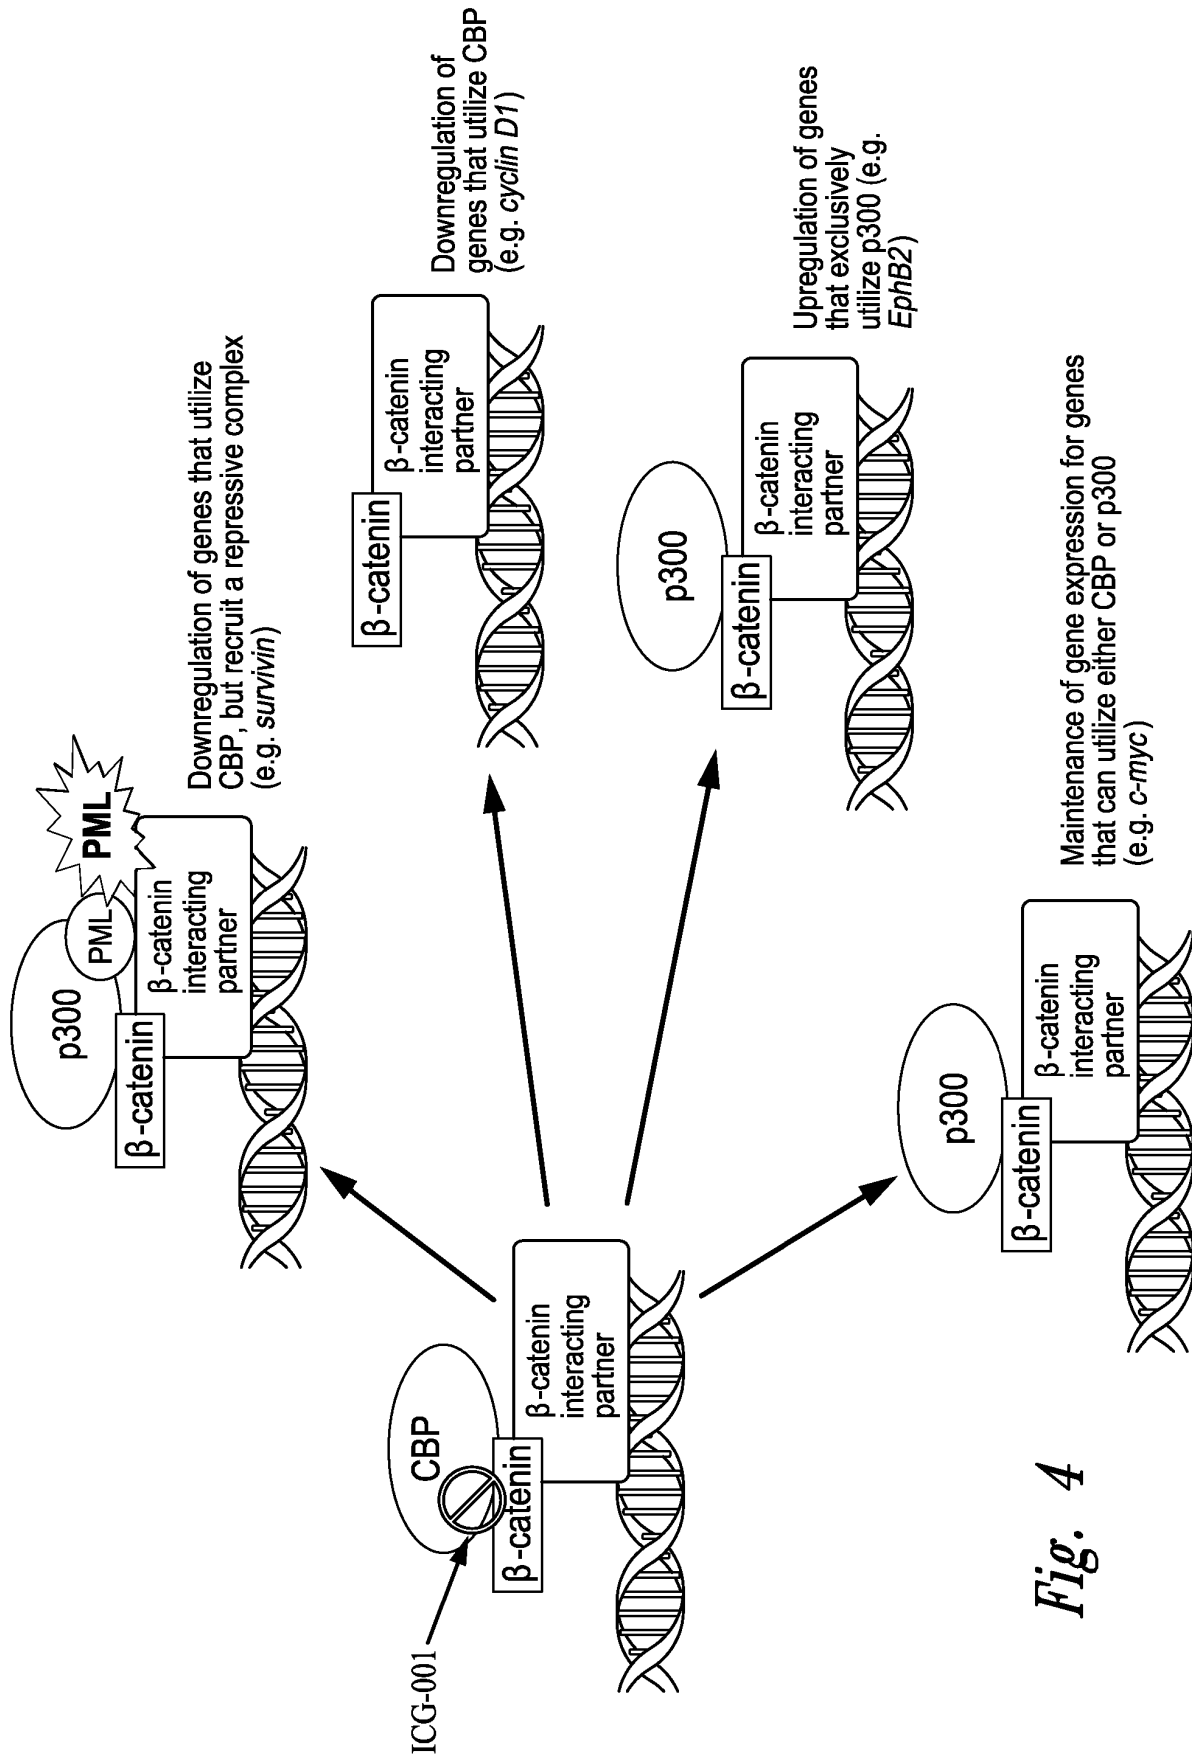 ICG-001
CBP
β-catenin
β-catenin
interacting
partner
p300
PML
PML
β-catenin
β-catenin
interacting
partner
Downregulation of genes that utilize
CBP, but recruit a repressive complex
(e.g. survivin)
β-catenin
β-catenin
interacting
partner
Downregulation of
genes that utilize CBP
(e.g. cyclin D1)
p300
β-catenin
β-catenin
interacting
partner
Upregulation of genes
that exclusively
utilize p300 (e.g.
EphB2)
p300
β-catenin
β-catenin
interacting
partner
Maintenance of gene expression for genes
that can utilize either CBP or p300
(e.g. c-myc)
Fig. 4